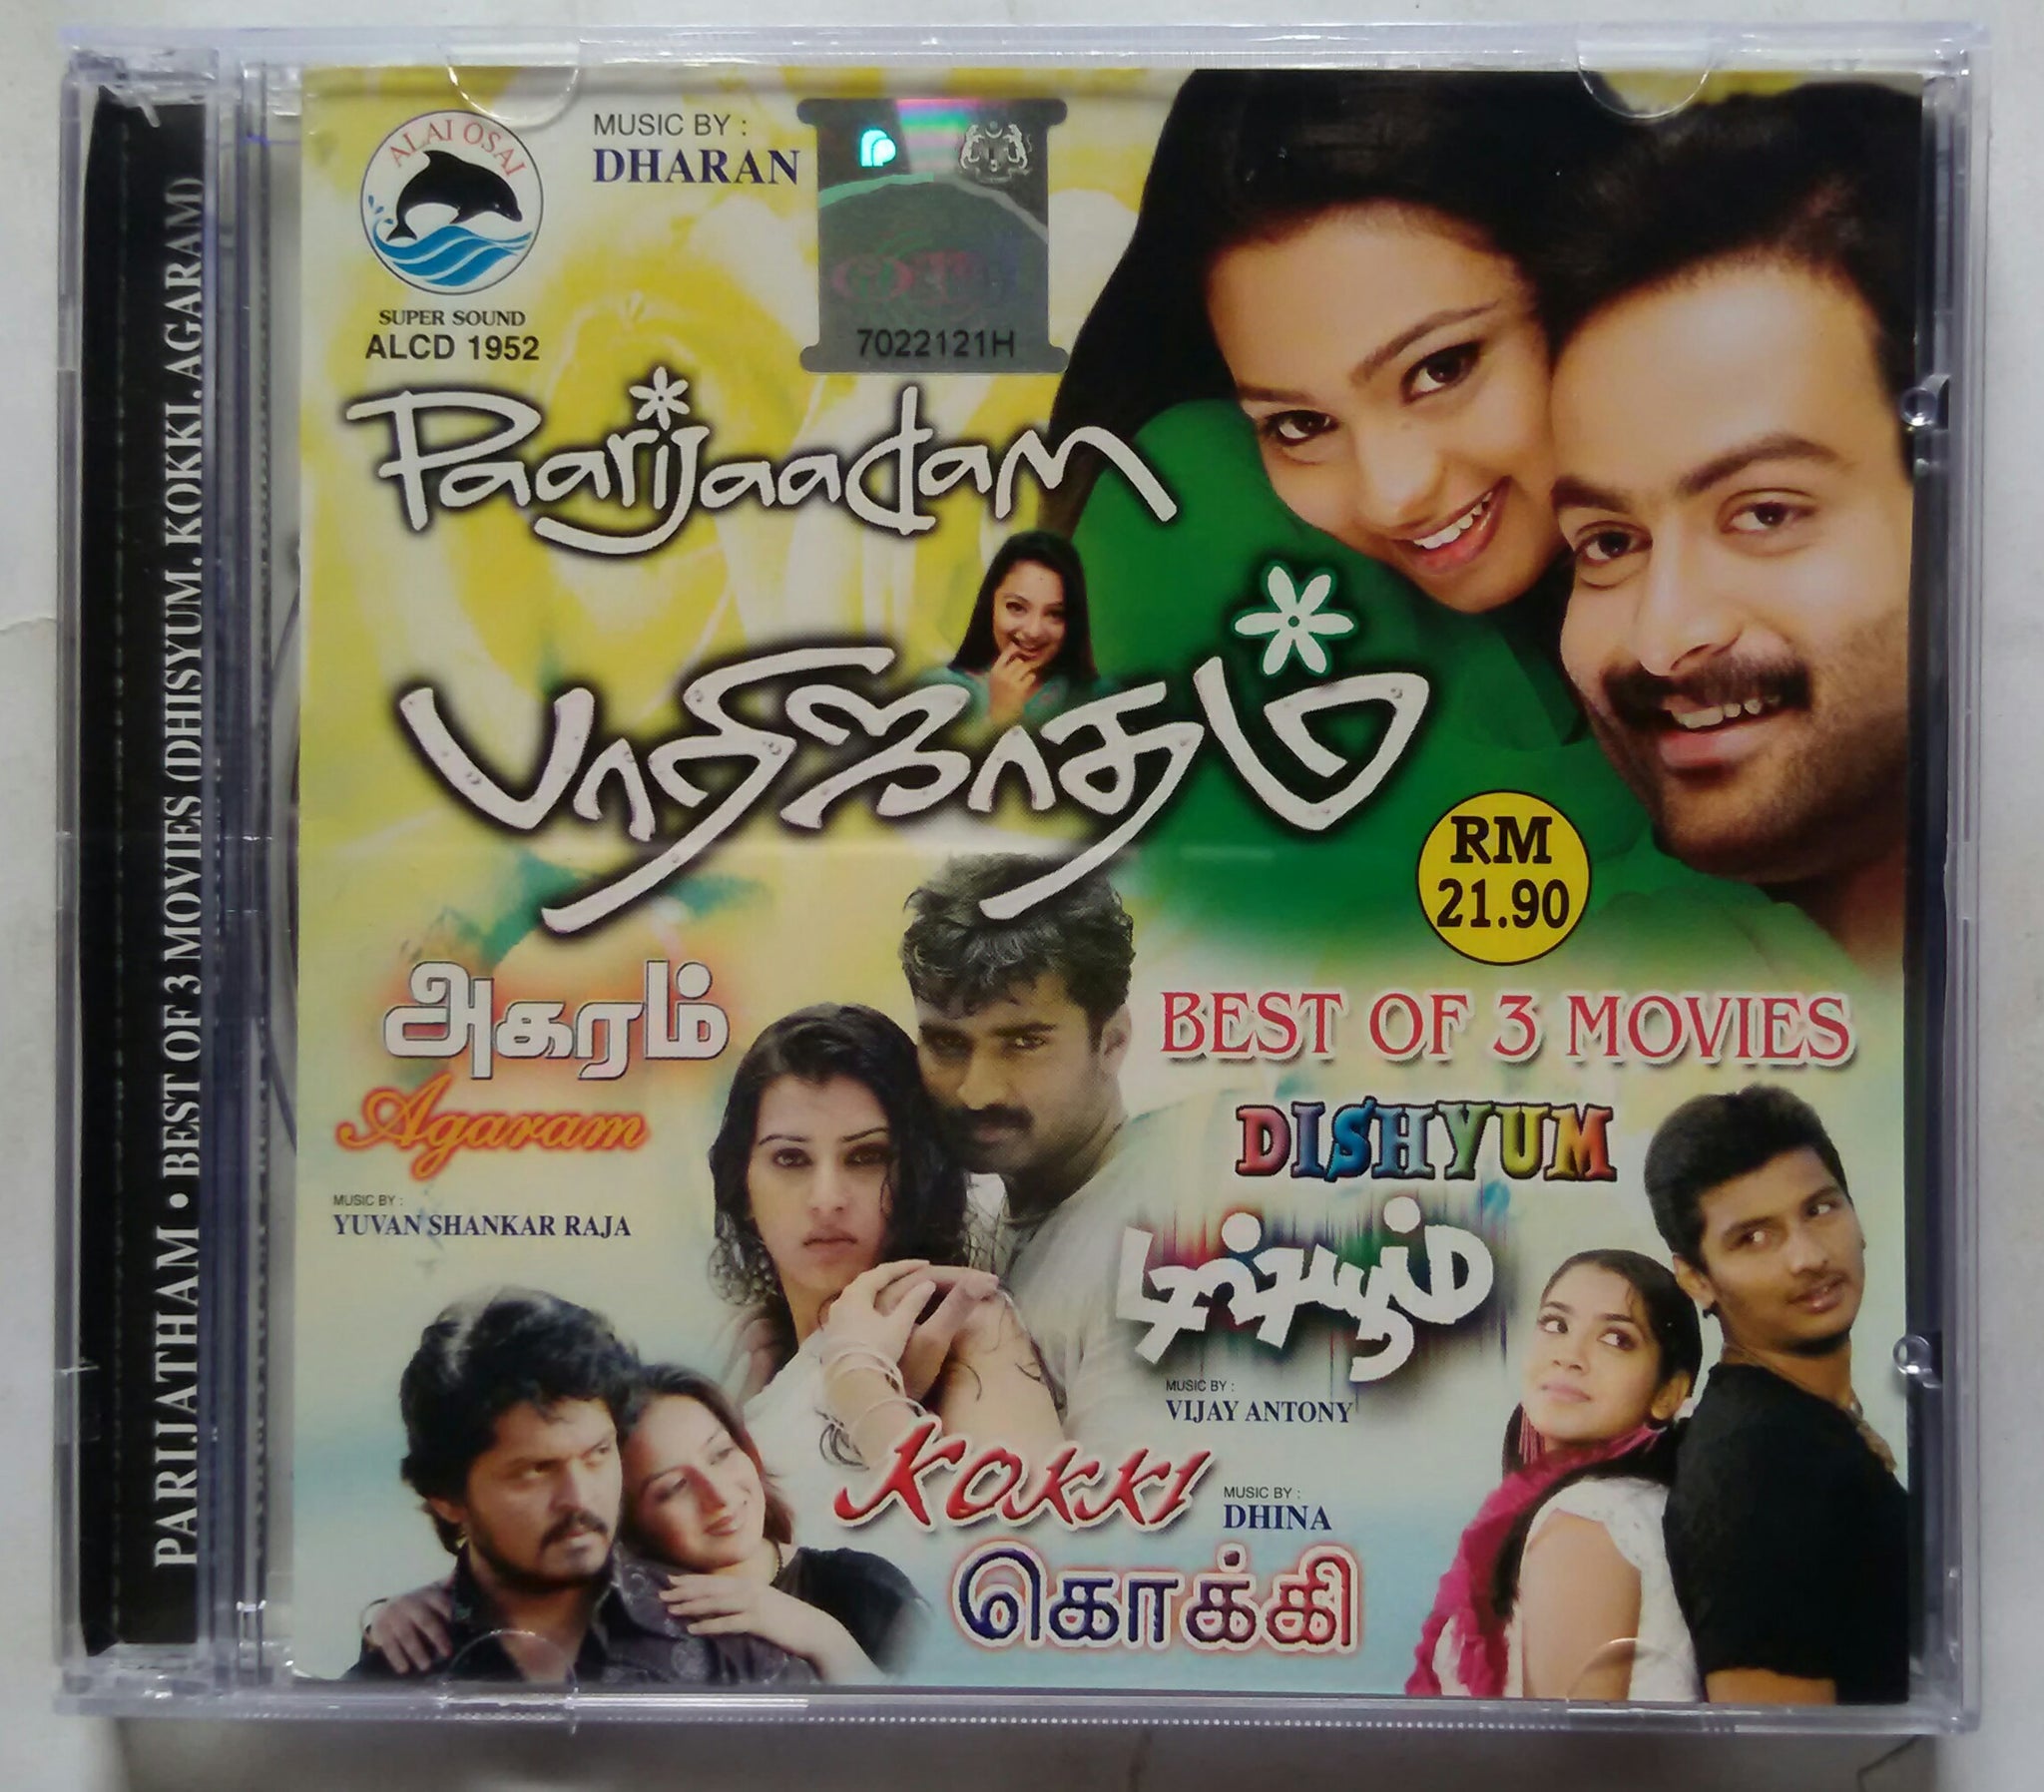 PARIJATHAM • BEST OF 3 MOVIES (DHISYUM, KOKKI, AGARAM)
ALAI OSAI
SUPER SOUND
ALCD 1952
MUSIC BY :
DHARAN
7022121H
Paarijaadam
பாரிஜாதம்
RM
21.90
அகரம்
Agaram
MUSIC BY :
YUVAN SHANKAR RAJA
BEST OF 3 MOVIES
DISHYUM
டிஷ்யூம்
MUSIC BY :
VIJAY ANTONY
KOKKI
MUSIC BY :
DHINA
கொக்கி